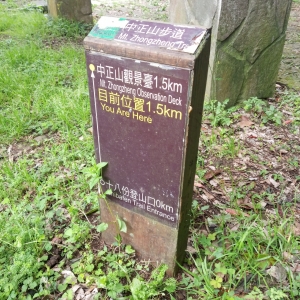 中正山步道
Mt. Zhongzheng Trail
中正山觀景臺1.5km
Mt. Zhongzheng Observation Deck
目前位置1.5km
You Are Here
十八份登山口0km
Trail Entrance